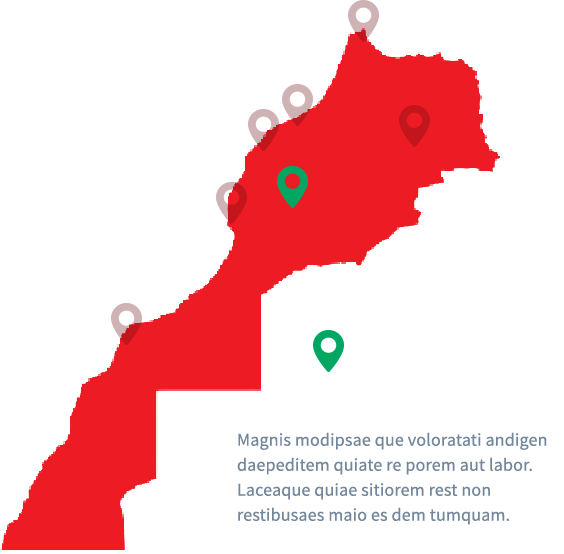 Magnis modipsae que voloratati andigen
daepeditem quiate re porem aut labor.
Laceaque quiae sitiorem rest non
restibusaes maio es dem tumquam.